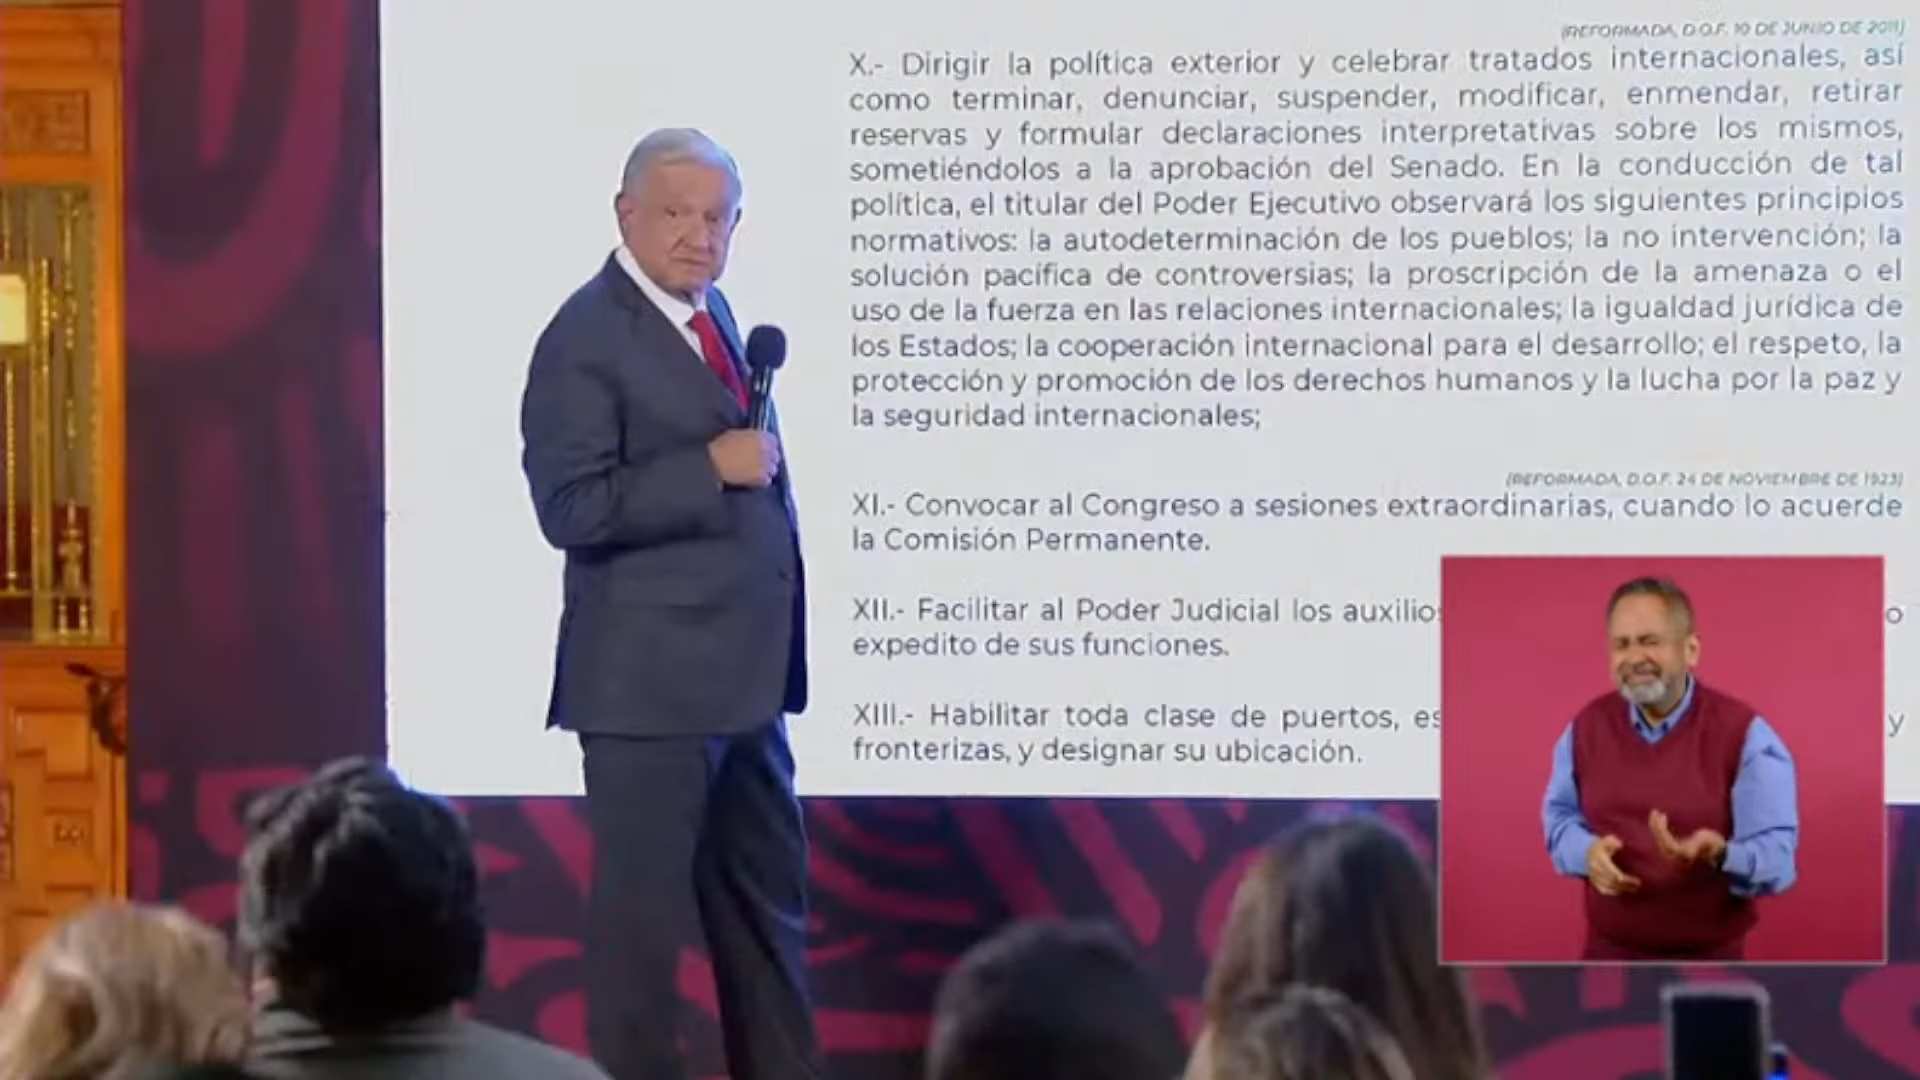 (REFORMADA, D.O.F. 10 DE JUNIO DE 2011)
X.- Dirigir la política exterior y celebrar tratados internacionales, así
como terminar, denunciar, suspender, modificar, enmendar, retirar
reservas y formular declaraciones interpretativas sobre los mismos,
sometiéndolos a la aprobación del Senado. En la conducción de tal
política, el titular del Poder Ejecutivo observará los siguientes principios
normativos: la autodeterminación de los pueblos; la no intervención; la
solución pacífica de controversias; la proscripción de la amenaza o el
uso de la fuerza en las relaciones internacionales; la igualdad jurídica de
los Estados; la cooperación internacional para el desarrollo; el respeto, la
protección y promoción de los derechos humanos y la lucha por la paz y
la seguridad internacionales;
(REFORMADA, D.O.F. 24 DE NOVIEMBRE DE 1923)
XI.- Convocar al Congreso a sesiones extraordinarias, cuando lo acuerde
la Comisión Permanente.
XII.- Facilitar al Poder Judicial los auxilio
expedito de sus funciones.
XIII.- Habilitar toda clase de puertos, es y
fronterizas, y designar su ubicación.